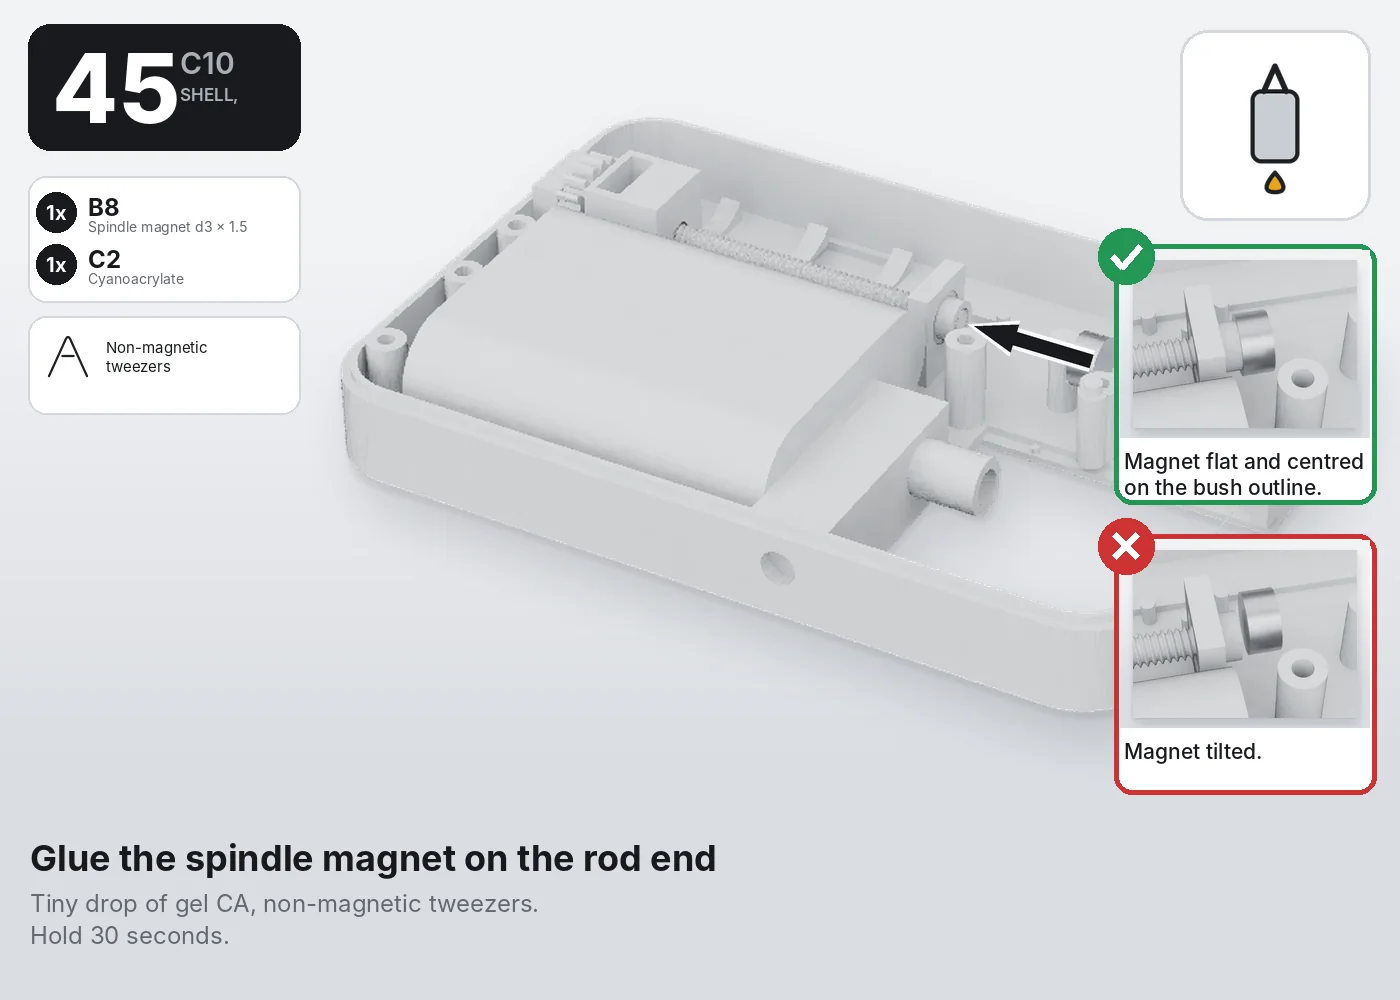 45
C10
SHELL,
1x
B8
Spindle magnet d3 × 1.5
1x
C2
Cyanoacrylate
Non-magnetic
tweezers
Magnet flat and centred
on the bush outline.
Magnet tilted.
Glue the spindle magnet on the rod end
Tiny drop of gel CA, non-magnetic tweezers.
Hold 30 seconds.